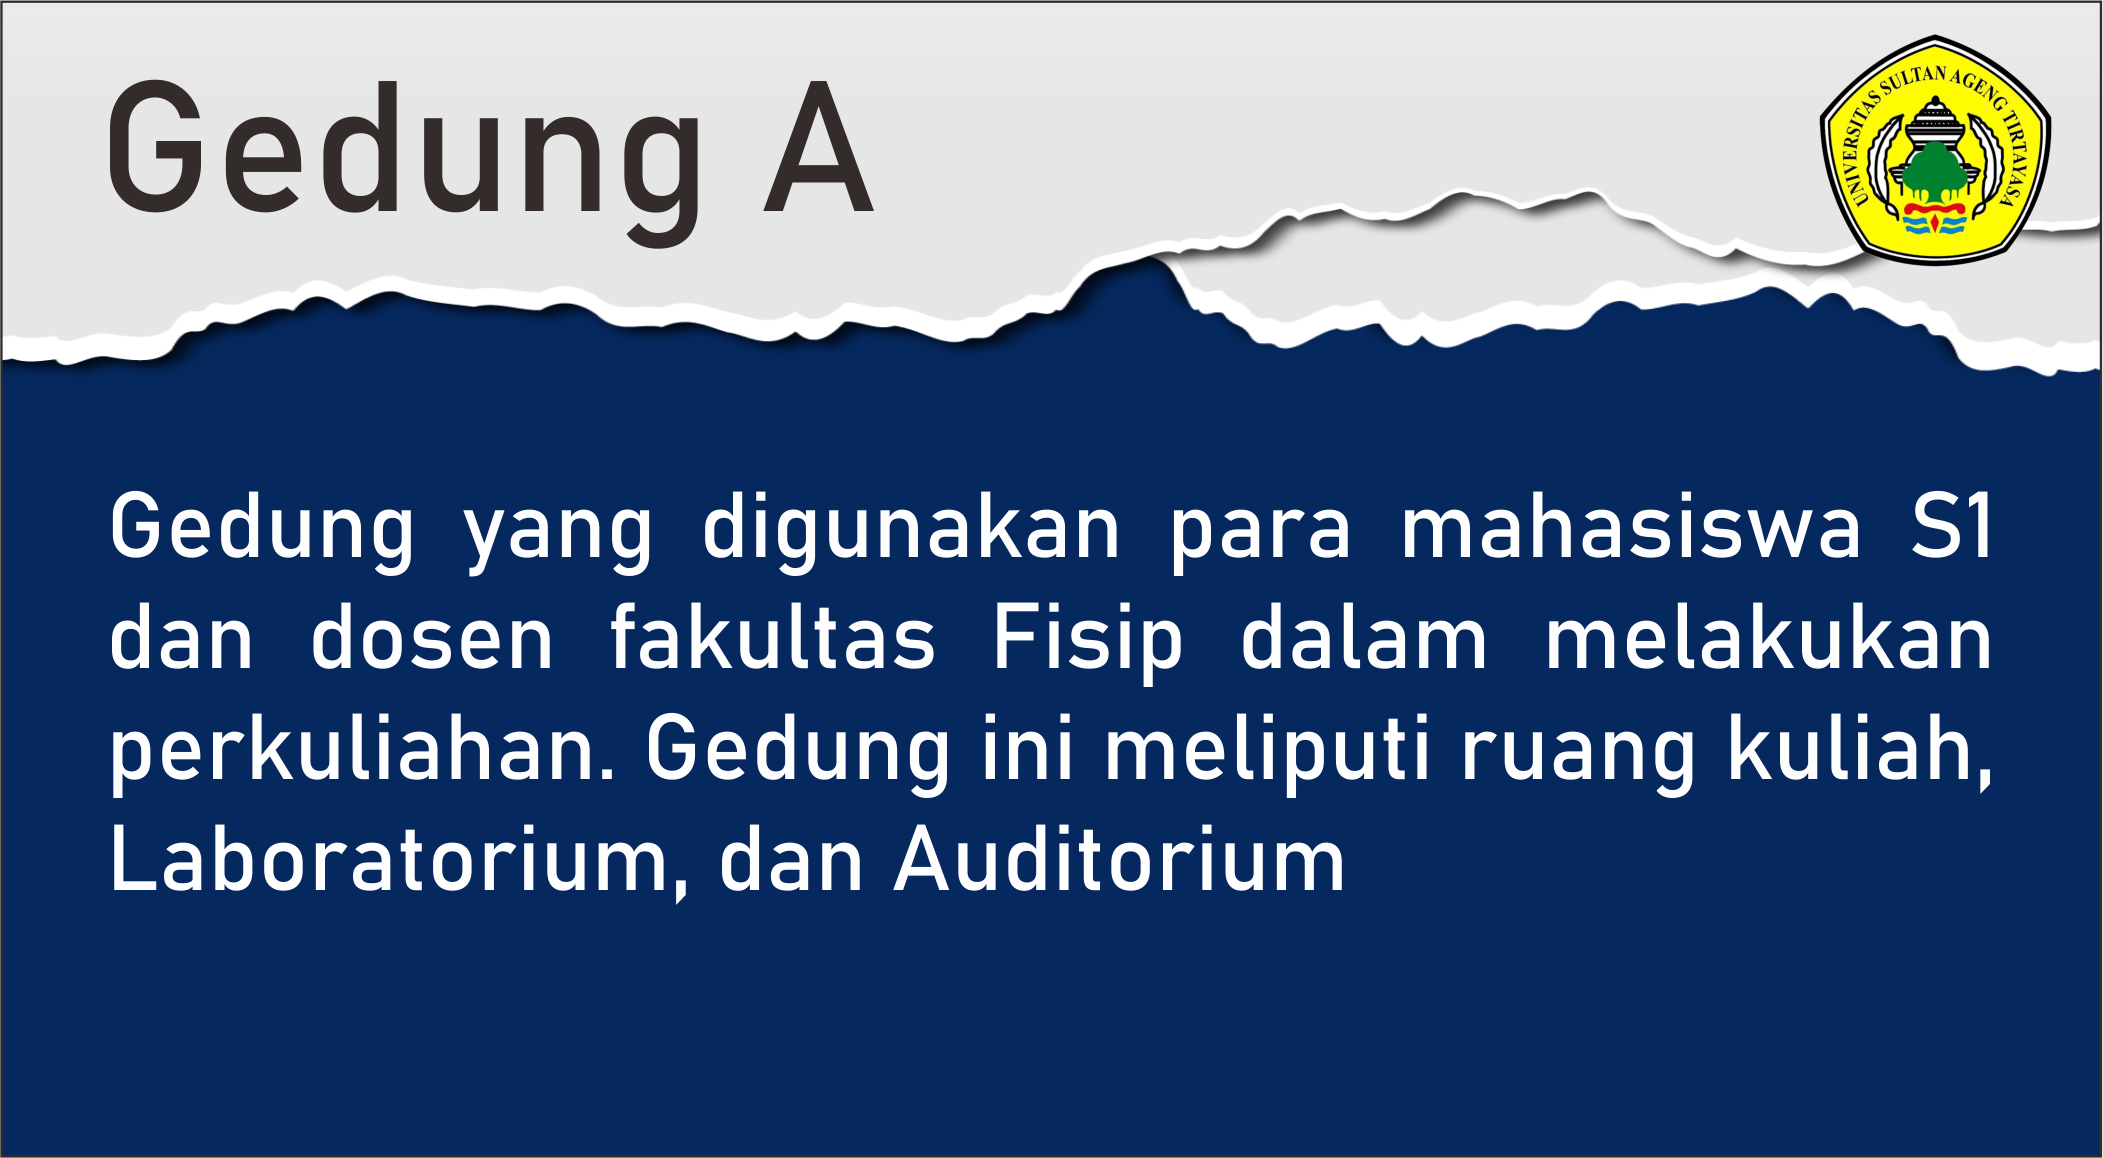 Gedung A
UNIVERSITAS SULTAN AGENG TIRTAYASA
Gedung yang digunakan para mahasiswa S1
dan dosen fakultas Fisip dalam melakukan
perkuliahan. Gedung ini meliputi ruang kuliah,
Laboratorium, dan Auditorium